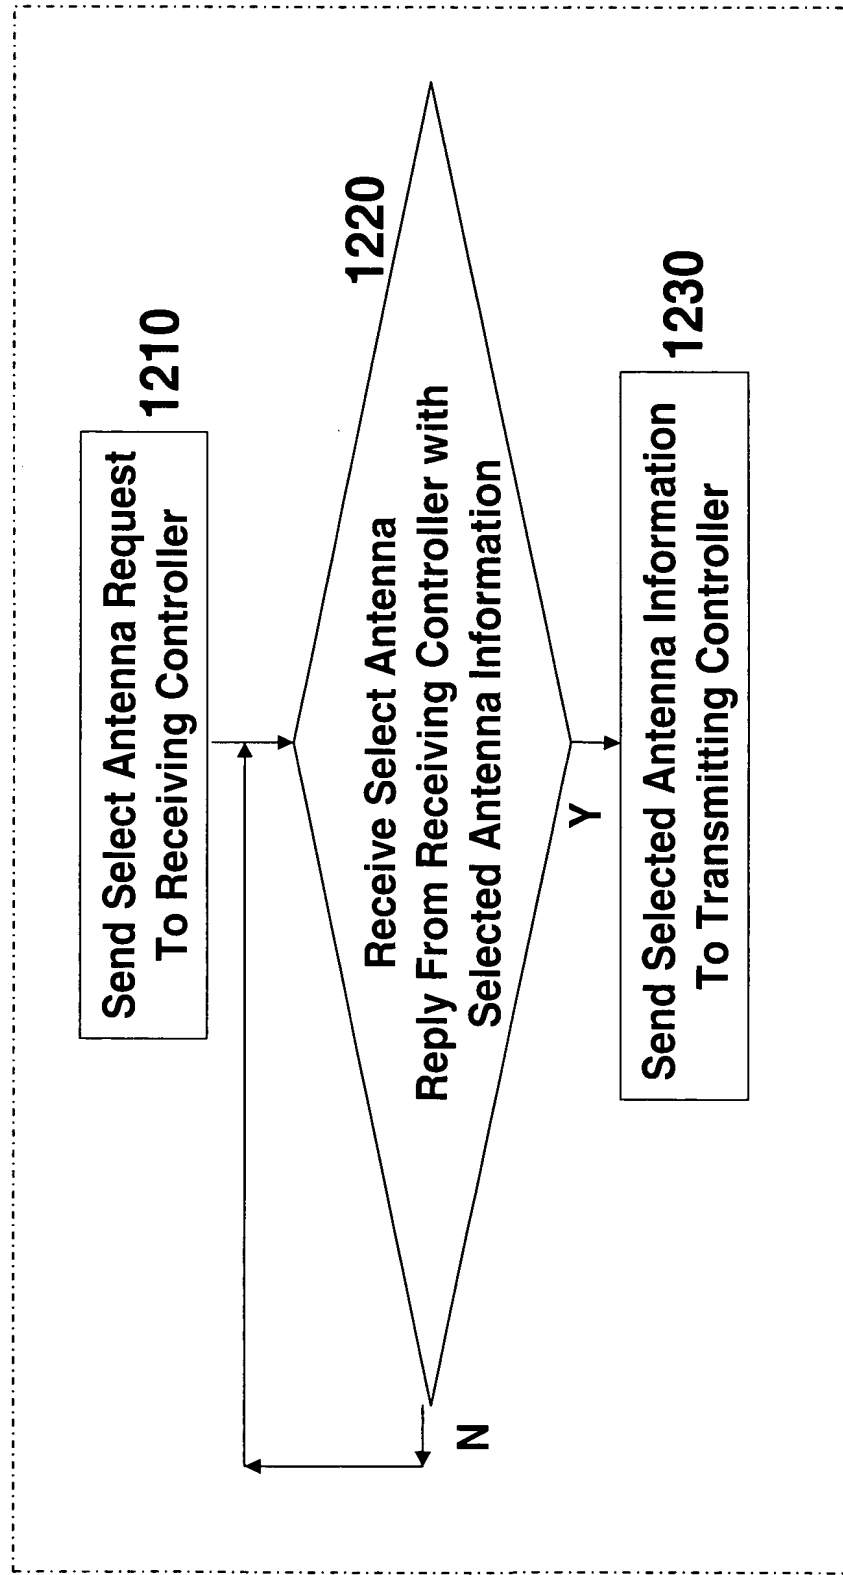 Send Select Antenna Request
To Receiving Controller
1210
1220
Receive Select Antenna
Reply From Receiving Controller with
Selected Antenna Information
N
Y
Send Selected Antenna Information
To Transmitting Controller
1230